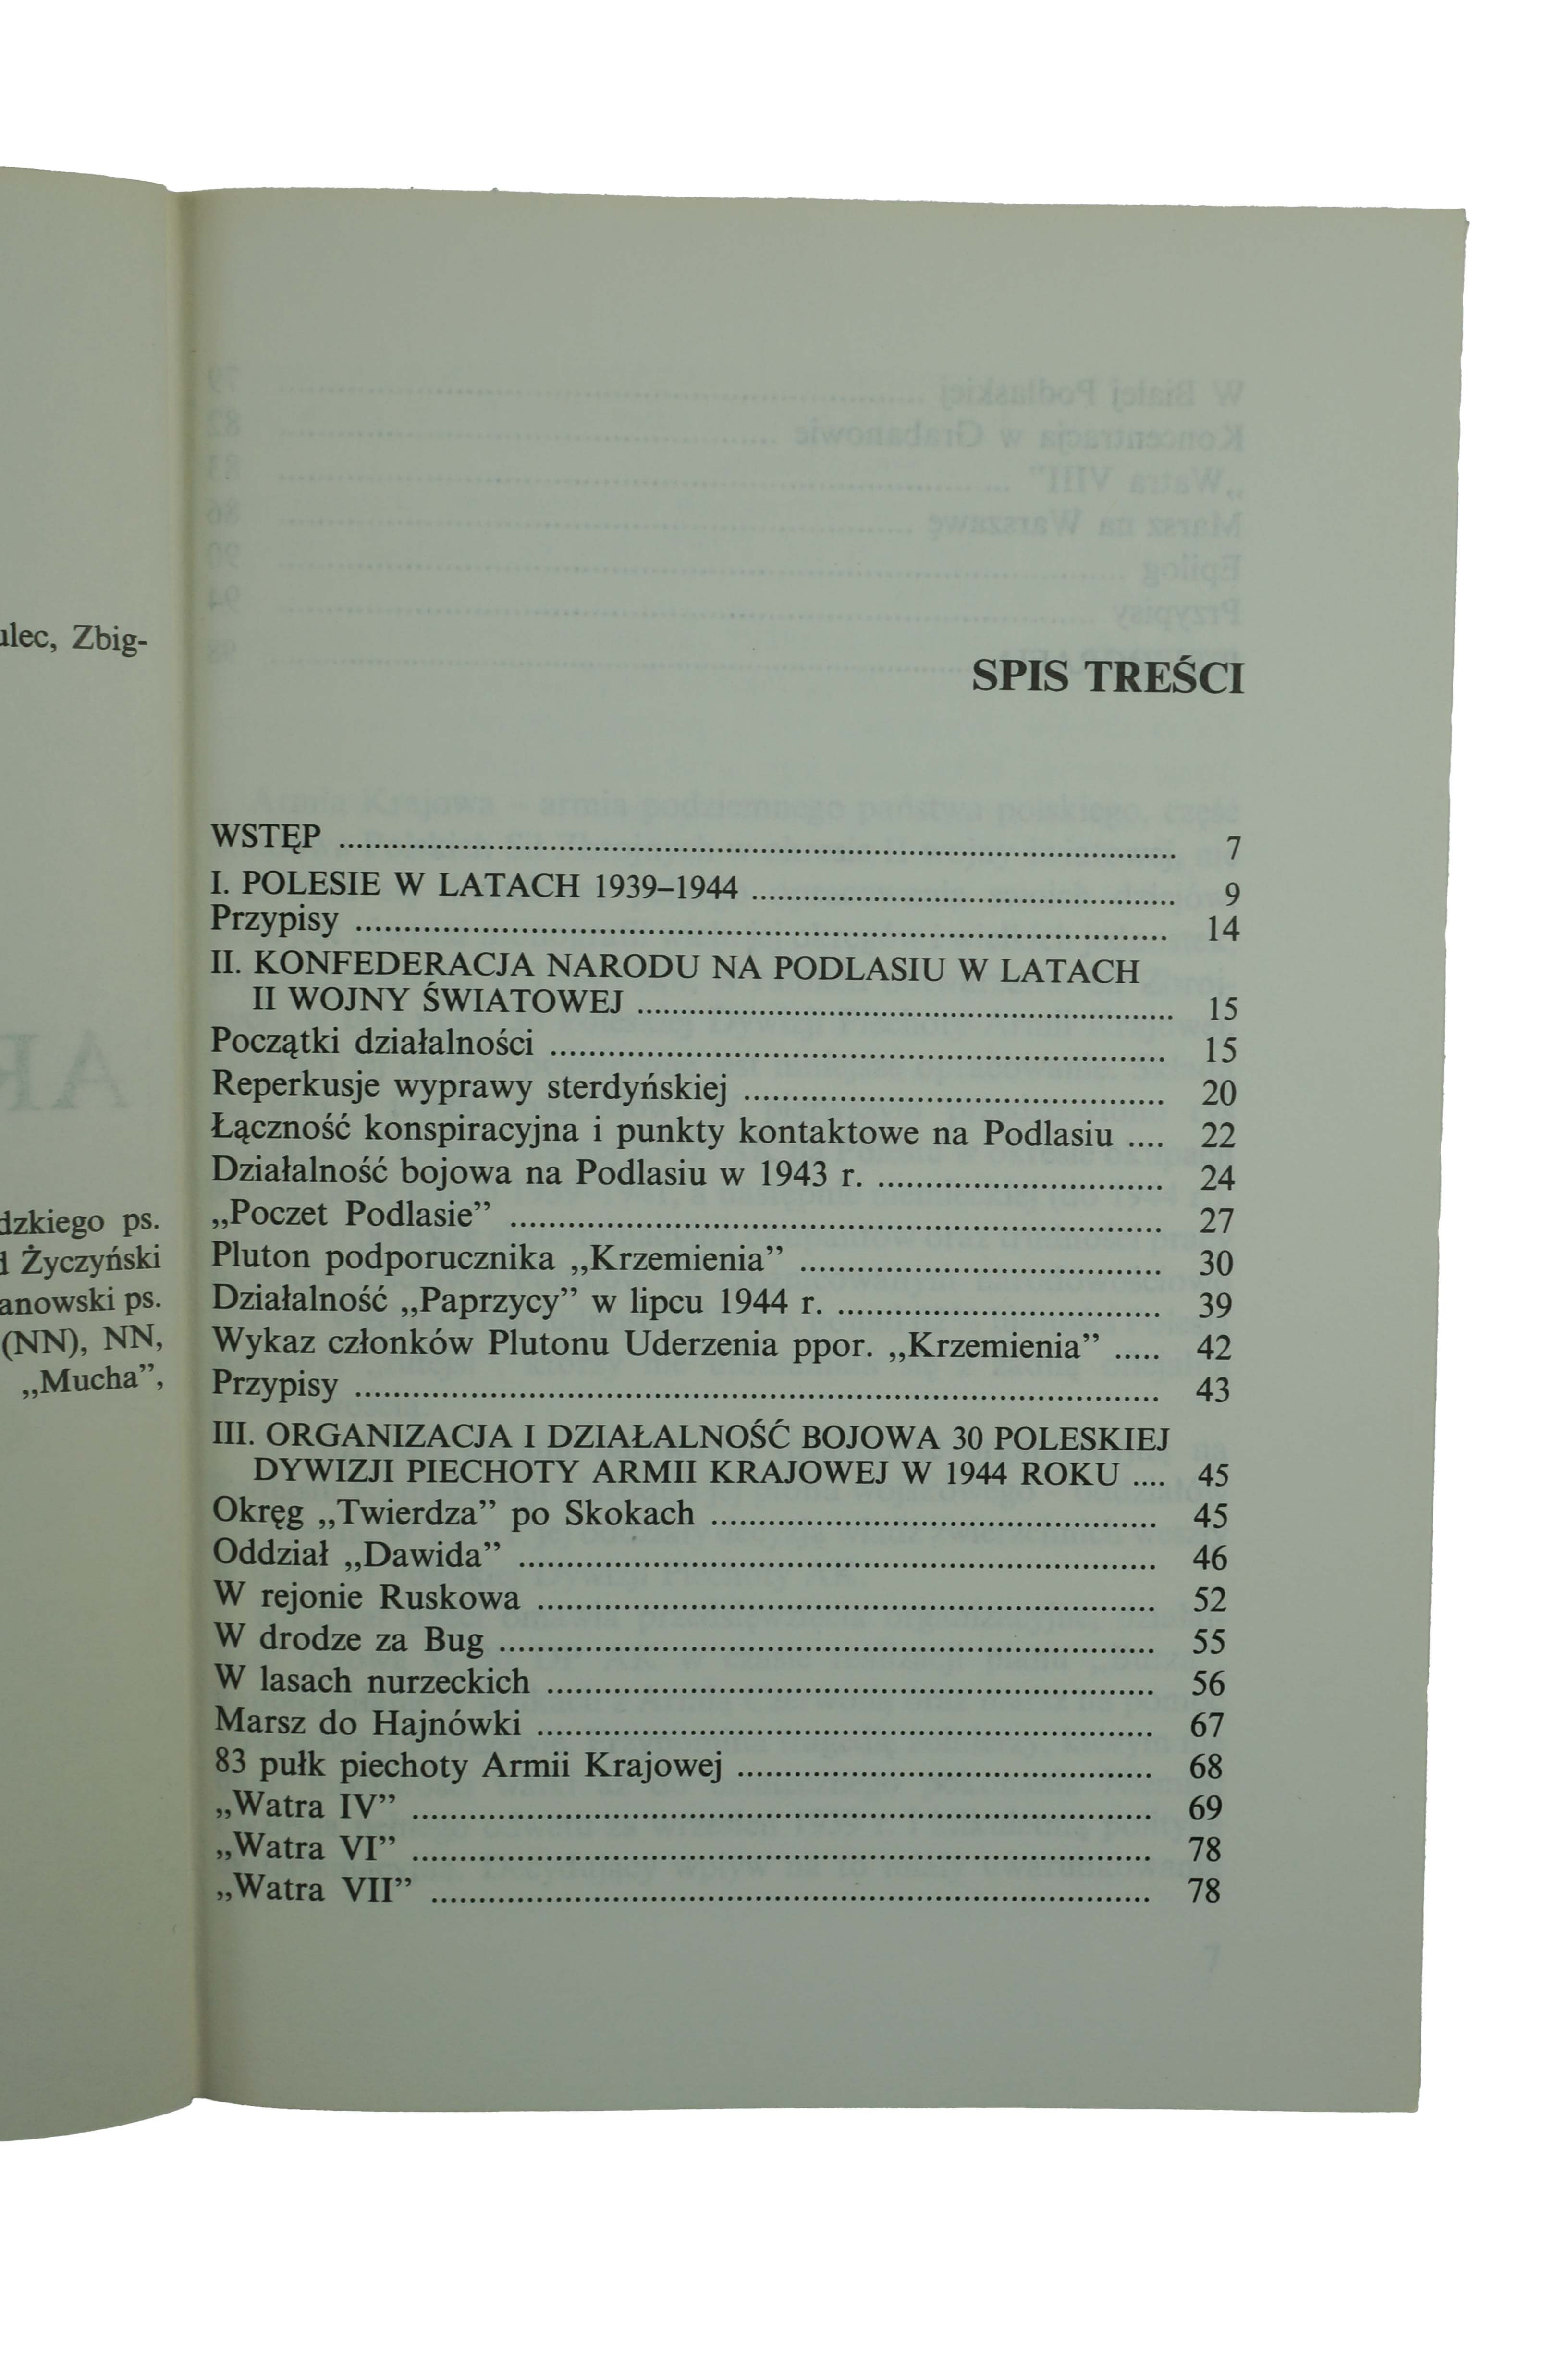 ulec, Zbig-
dzkiego ps.
Życzyński
anowski ps.
(NN), NN,
„Mucha”,
SPIS TREŚCI
WSTĘP .......... 7
I. POLESIE W LATACH 1939–1944 .......... 9
Przypisy .......... 14
II. KONFEDERACJA NARODU NA PODLASIU W LATACH
II WOJNY ŚWIATOWEJ .......... 15
Początki działalności .......... 15
Reperkusje wyprawy sterdyńskiej .......... 20
Łączność konspiracyjna i punkty kontaktowe na Podlasiu .... 22
Działalność bojowa na Podlasiu w 1943 r. .......... 24
„Poczet Podlasie” .......... 27
Pluton podporucznika „Krzemienia” .......... 30
Działalność „Paprzycy” w lipcu 1944 r. .......... 39
Wykaz członków Plutonu Uderzenia ppor. „Krzemienia” ..... 42
Przypisy .......... 43
III. ORGANIZACJA I DZIAŁALNOŚĆ BOJOWA 30 POLESKIEJ
DYWIZJI PIECHOTY ARMII KRAJOWEJ W 1944 ROKU .... 45
Okręg „Twierdza” po Skokach .......... 45
Oddział „Dawida” .......... 46
W rejonie Ruskowa .......... 52
W drodze za Bug .......... 55
W lasach nurzeckich .......... 56
Marsz do Hajnówki .......... 67
83 pułk piechoty Armii Krajowej .......... 68
„Watra IV” .......... 69
„Watra VI” .......... 78
„Watra VII” .......... 78